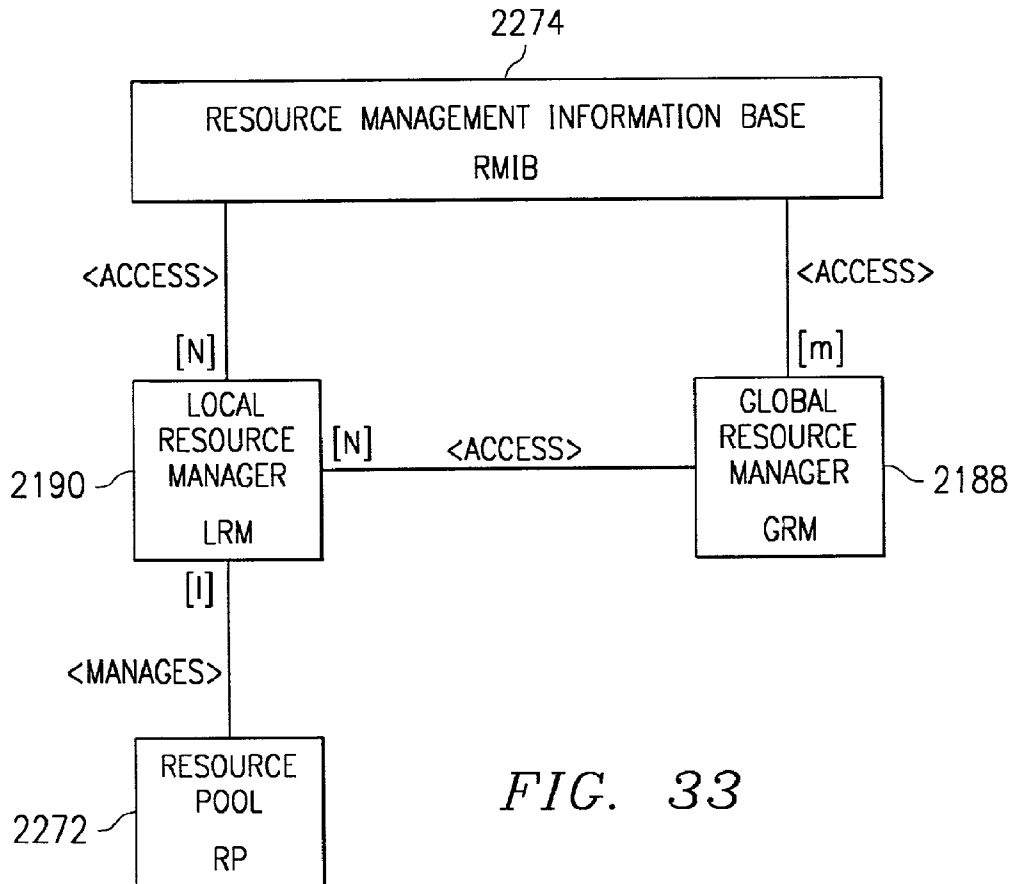 2274
RESOURCE MANAGEMENT INFORMATION BASE
RMIB
<ACCESS>
<ACCESS>
[N]
[m]
LOCAL
RESOURCE
MANAGER
LRM
[N]
<ACCESS>
GLOBAL
RESOURCE
MANAGER
GRM
2190
2188
[I]
<MANAGES>
RESOURCE
POOL
RP
2272
FIG. 33